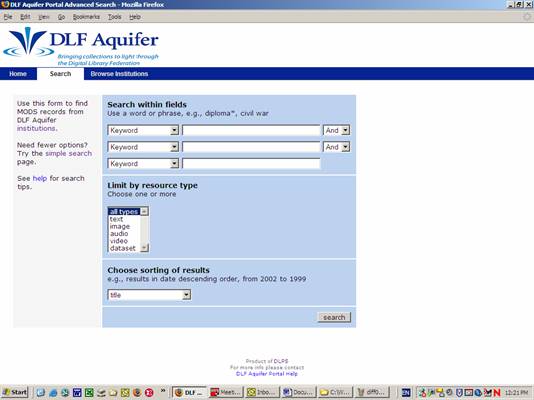 DLF Aquifer Portal Advanced Search - Mozilla Firefox
File Edit View Go Bookmarks Tools Help
DLF Aquifer
Bringing collections to light through
the Digital Library Federation
Home Search Browse Institutions
Use this form to find
MODS records from
DLF Aquifer
institutions.
Need fewer options?
Try the simple search
page.
See help for search
tips.
Search within fields
Use a word or phrase, e.g., diploma*, civil war
Keyword And
Keyword And
Keyword
Limit by resource type
Choose one or more
all types
text
image
audio
video
dataset
Choose sorting of results
e.g., results in date descending order, from 2002 to 1999
title
search
Product of DLPS
For more info please contact
DLF Aquifer Portal Help
Start » DLF ... Meet... Inbo... Docu... C:\W... diff0... EN 12:21 PM